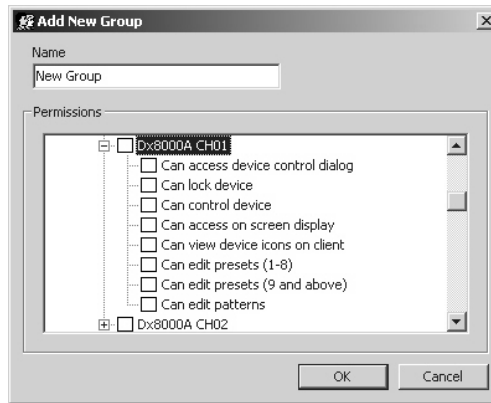 Add New Group
Name
New Group
Permissions
Dx8000A CH01
Can access device control dialog
Can lock device
Can control device
Can access on screen display
Can view device icons on client
Can edit presets (1-8)
Can edit presets (9 and above)
Can edit patterns
Dx8000A CH02
OK
Cancel